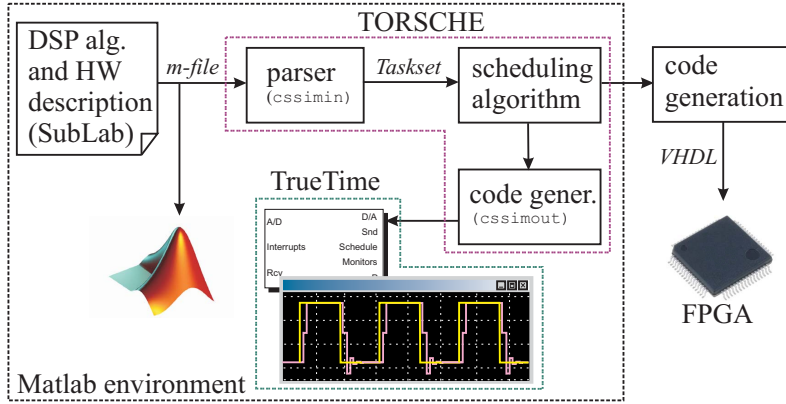 TORSCHE
DSP alg.
and HW
description
(SubLab)
m-file
parser
(cssimin)
Taskset
scheduling
algorithm
code
generation
VHDL
code gener.
(cssimout)
TrueTime
A/D
Interrupts
Rcv
D/A
Snd
Schedule
Monitors
FPGA
Matlab environment